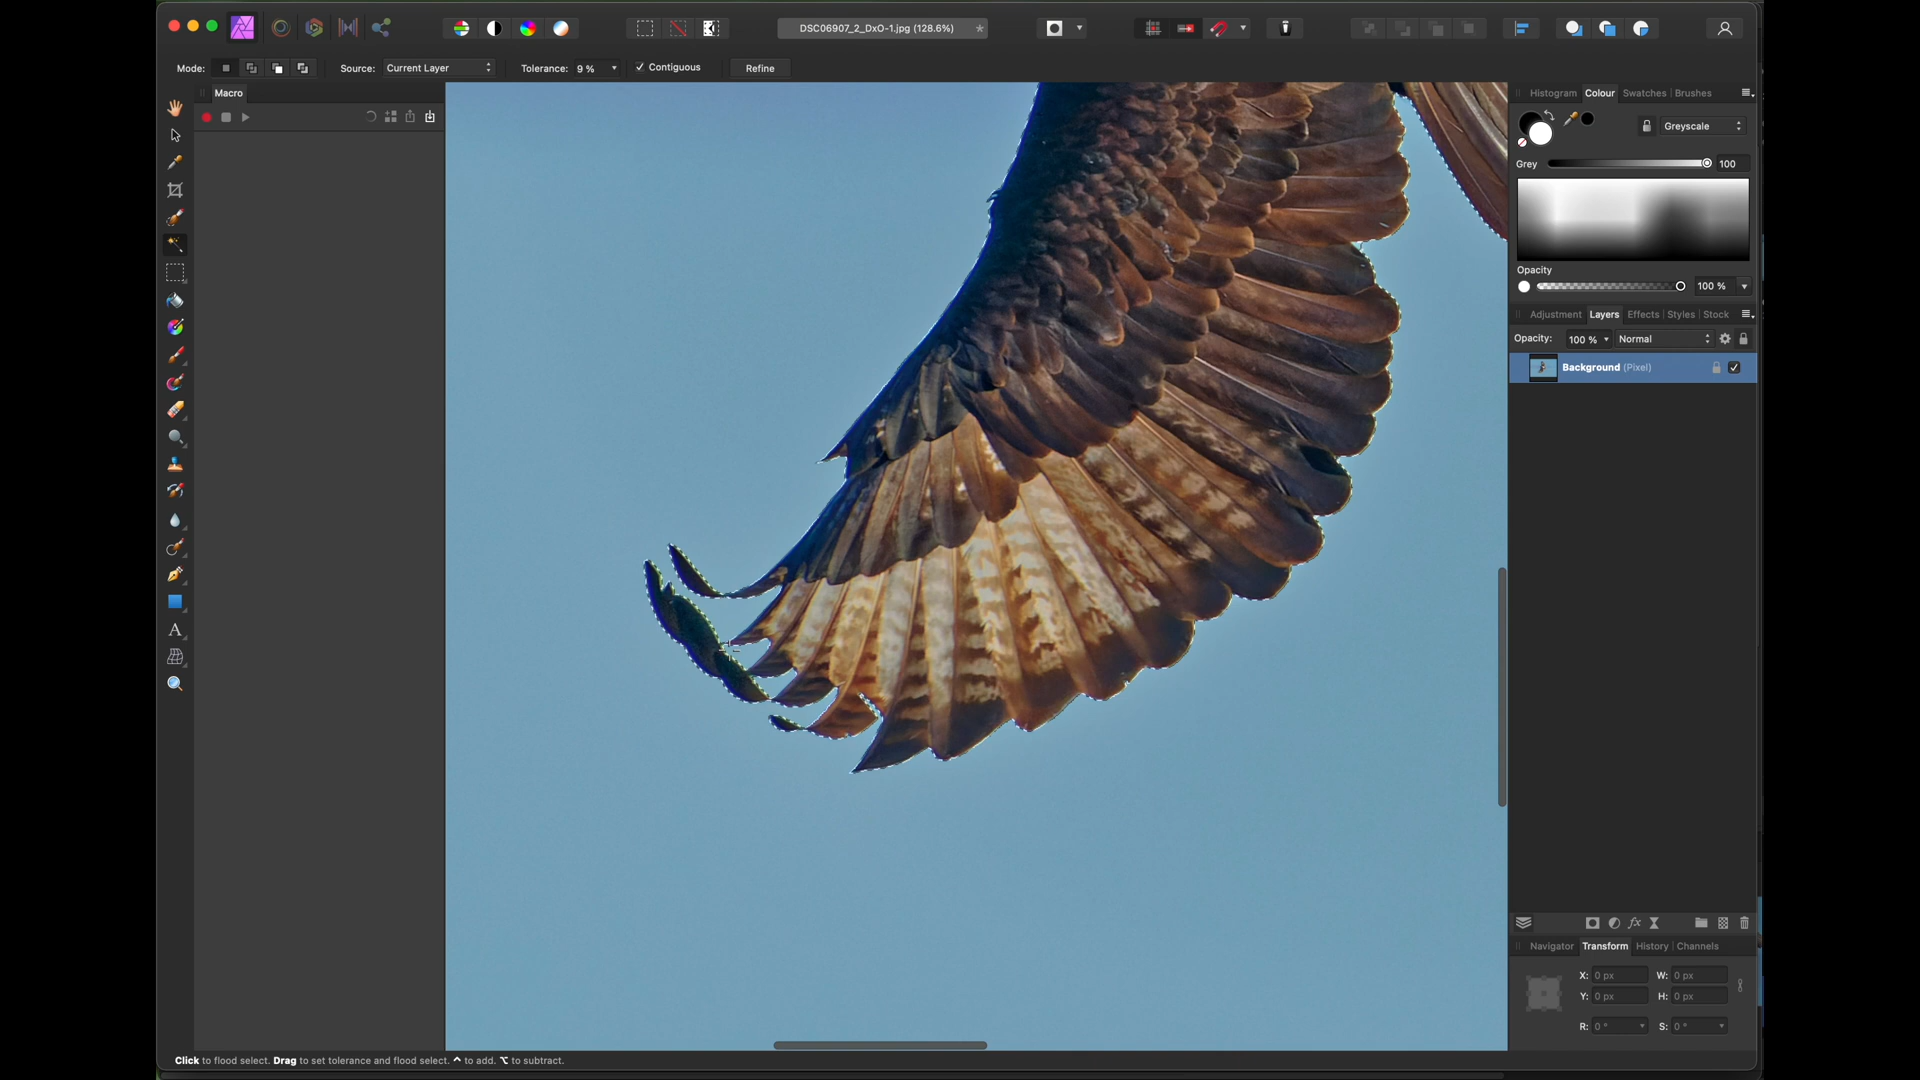 DSC06907_2_DxO-1.jpg (128.6%)
Mode: Source: Current Layer Tolerance: 9 % Contiguous Refine
Macro
Histogram Colour Swatches Brushes
Greyscale
Grey 100
Opacity
100 %
Adjustment Layers Effects Styles Stock
Opacity: 100 % Normal
Background (Pixel)
fx
A
Navigator Transform History Channels
X: 0 px W: 0 px
Y: 0 px H: 0 px
R: 0 ° S: 0 °
Click to flood select. Drag to set tolerance and flood select. ⌃ to add. ⌥ to subtract.